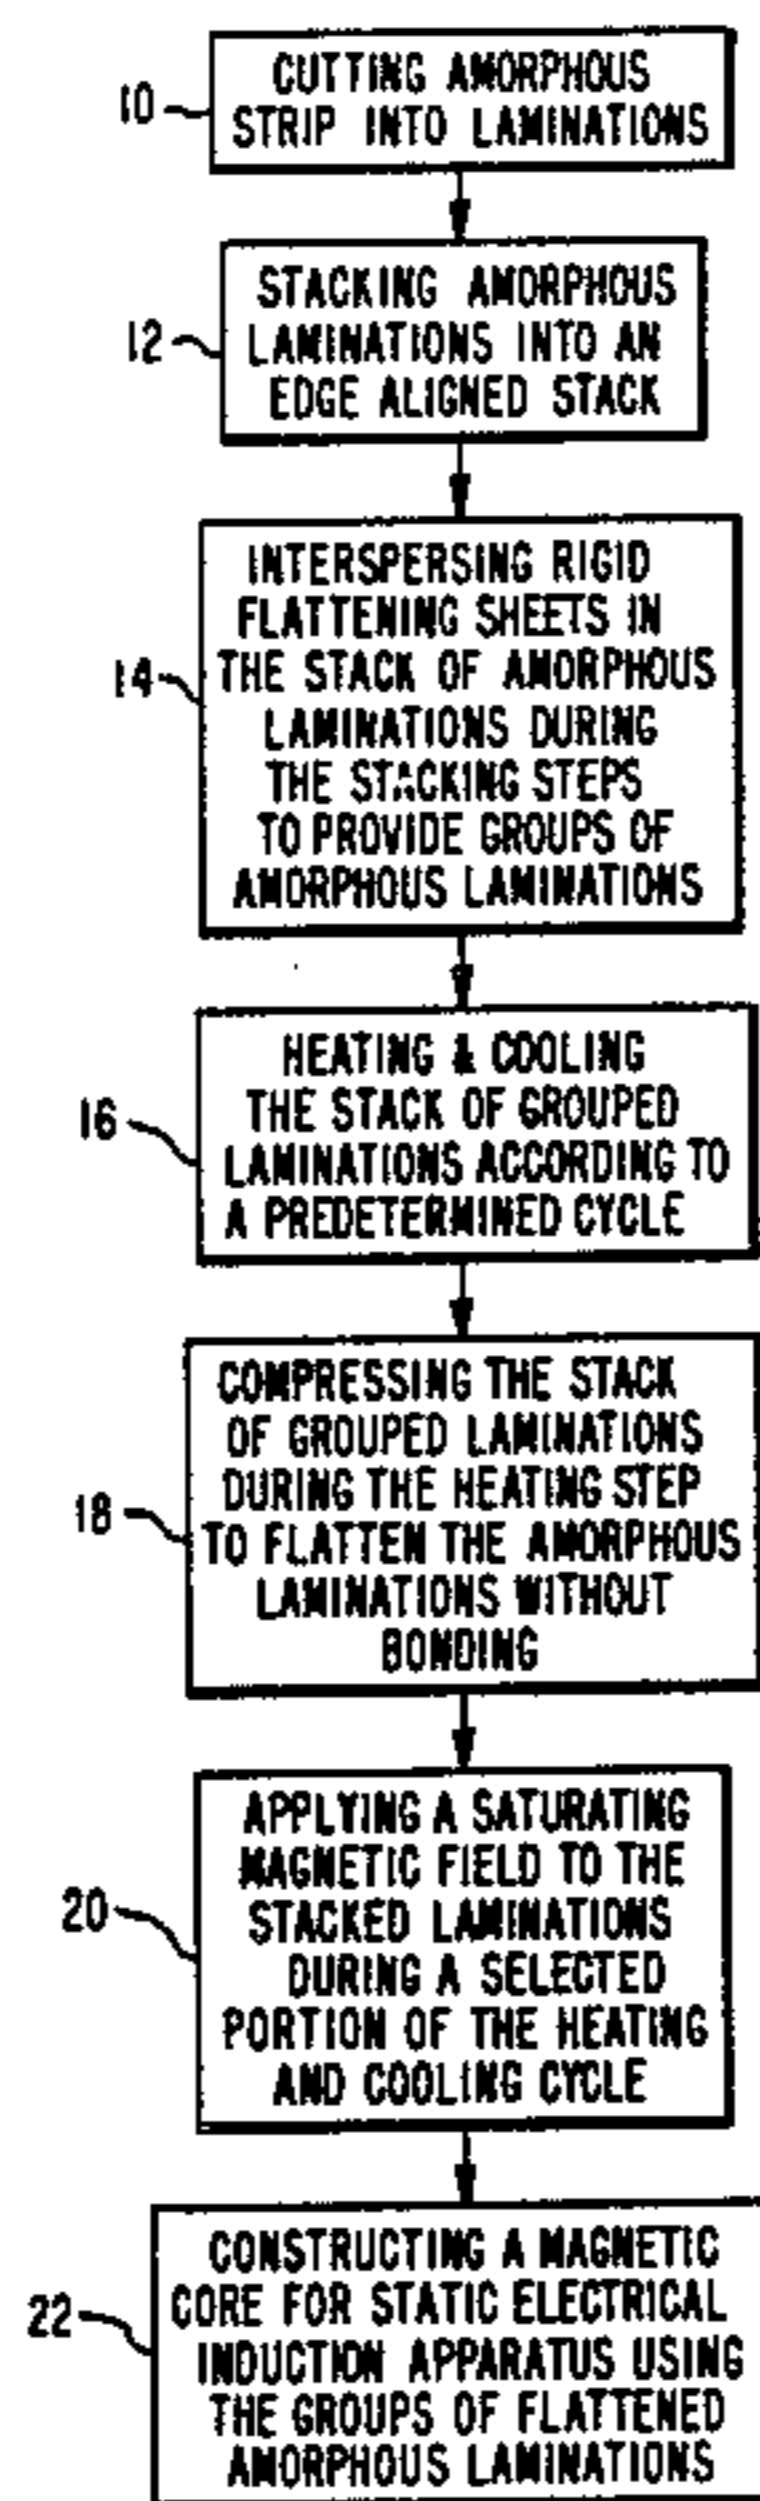 10
CUTTING AMORPHOUS
STRIP INTO LAMINATIONS
12
STACKING AMORPHOUS
LAMINATIONS INTO AN
EDGE ALIGNED STACK
14
INTERSPERSING RIGID
FLATTENING SHEETS IN
THE STACK OF AMORPHOUS
LAMINATIONS DURING
THE STACKING STEPS
TO PROVIDE GROUPS OF
AMORPHOUS LAMINATIONS
16
HEATING & COOLING
THE STACK OF GROUPED
LAMINATIONS ACCORDING TO
A PREDETERMINED CYCLE
18
COMPRESSING THE STACK
OF GROUPED LAMINATIONS
DURING THE HEATING STEP
TO FLATTEN THE AMORPHOUS
LAMINATIONS WITHOUT
BONDING
20
APPLYING A SATURATING
MAGNETIC FIELD TO THE
STACKED LAMINATIONS
DURING A SELECTED
PORTION OF THE HEATING
AND COOLING CYCLE
22
CONSTRUCTING A MAGNETIC
CORE FOR STATIC ELECTRICAL
INDUCTION APPARATUS USING
THE GROUPS OF FLATTENED
AMORPHOUS LAMINATIONS